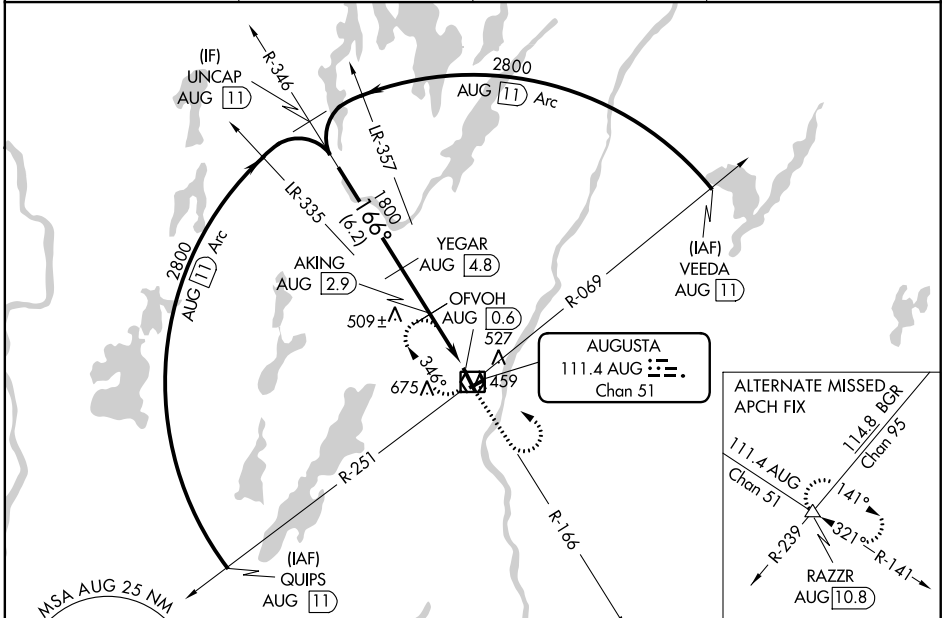 2800
AUG 11 Arc
(IF)
UNCAP
AUG 11
R-346
LR-357
LR-335
1800
166°
(6.2)
2800
AUG 11 Arc
(IAF)
VEEDA
AUG 11
R-069
YEGAR
AUG 4.8
AKING
AUG 2.9
OFVOH
AUG 0.6
509±
527
346°
675
459
AUGUSTA
111.4 AUG
Chan 51
R-251
R-166
(IAF)
QUIPS
AUG 11
MSA AUG 25 NM
ALTERNATE MISSED
APCH FIX
114.8 BGR
Chan 95
111.4 AUG
Chan 51
141°
321°
R-239
R-141
RAZZR
AUG 10.8